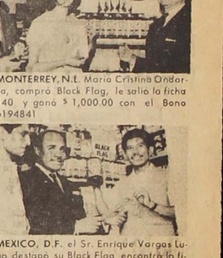 MONTERREY, N.L. Maria Cristina Ondar-
a, compró Black Flag, le salió la ficha
40 y ganó $ 1,000.00 con el Bono
194841
BLACK
FLAG
MEXICO, D.F. el Sr. Enrique Vargas Lu-
destapó su Black Flag, encontró la fi-